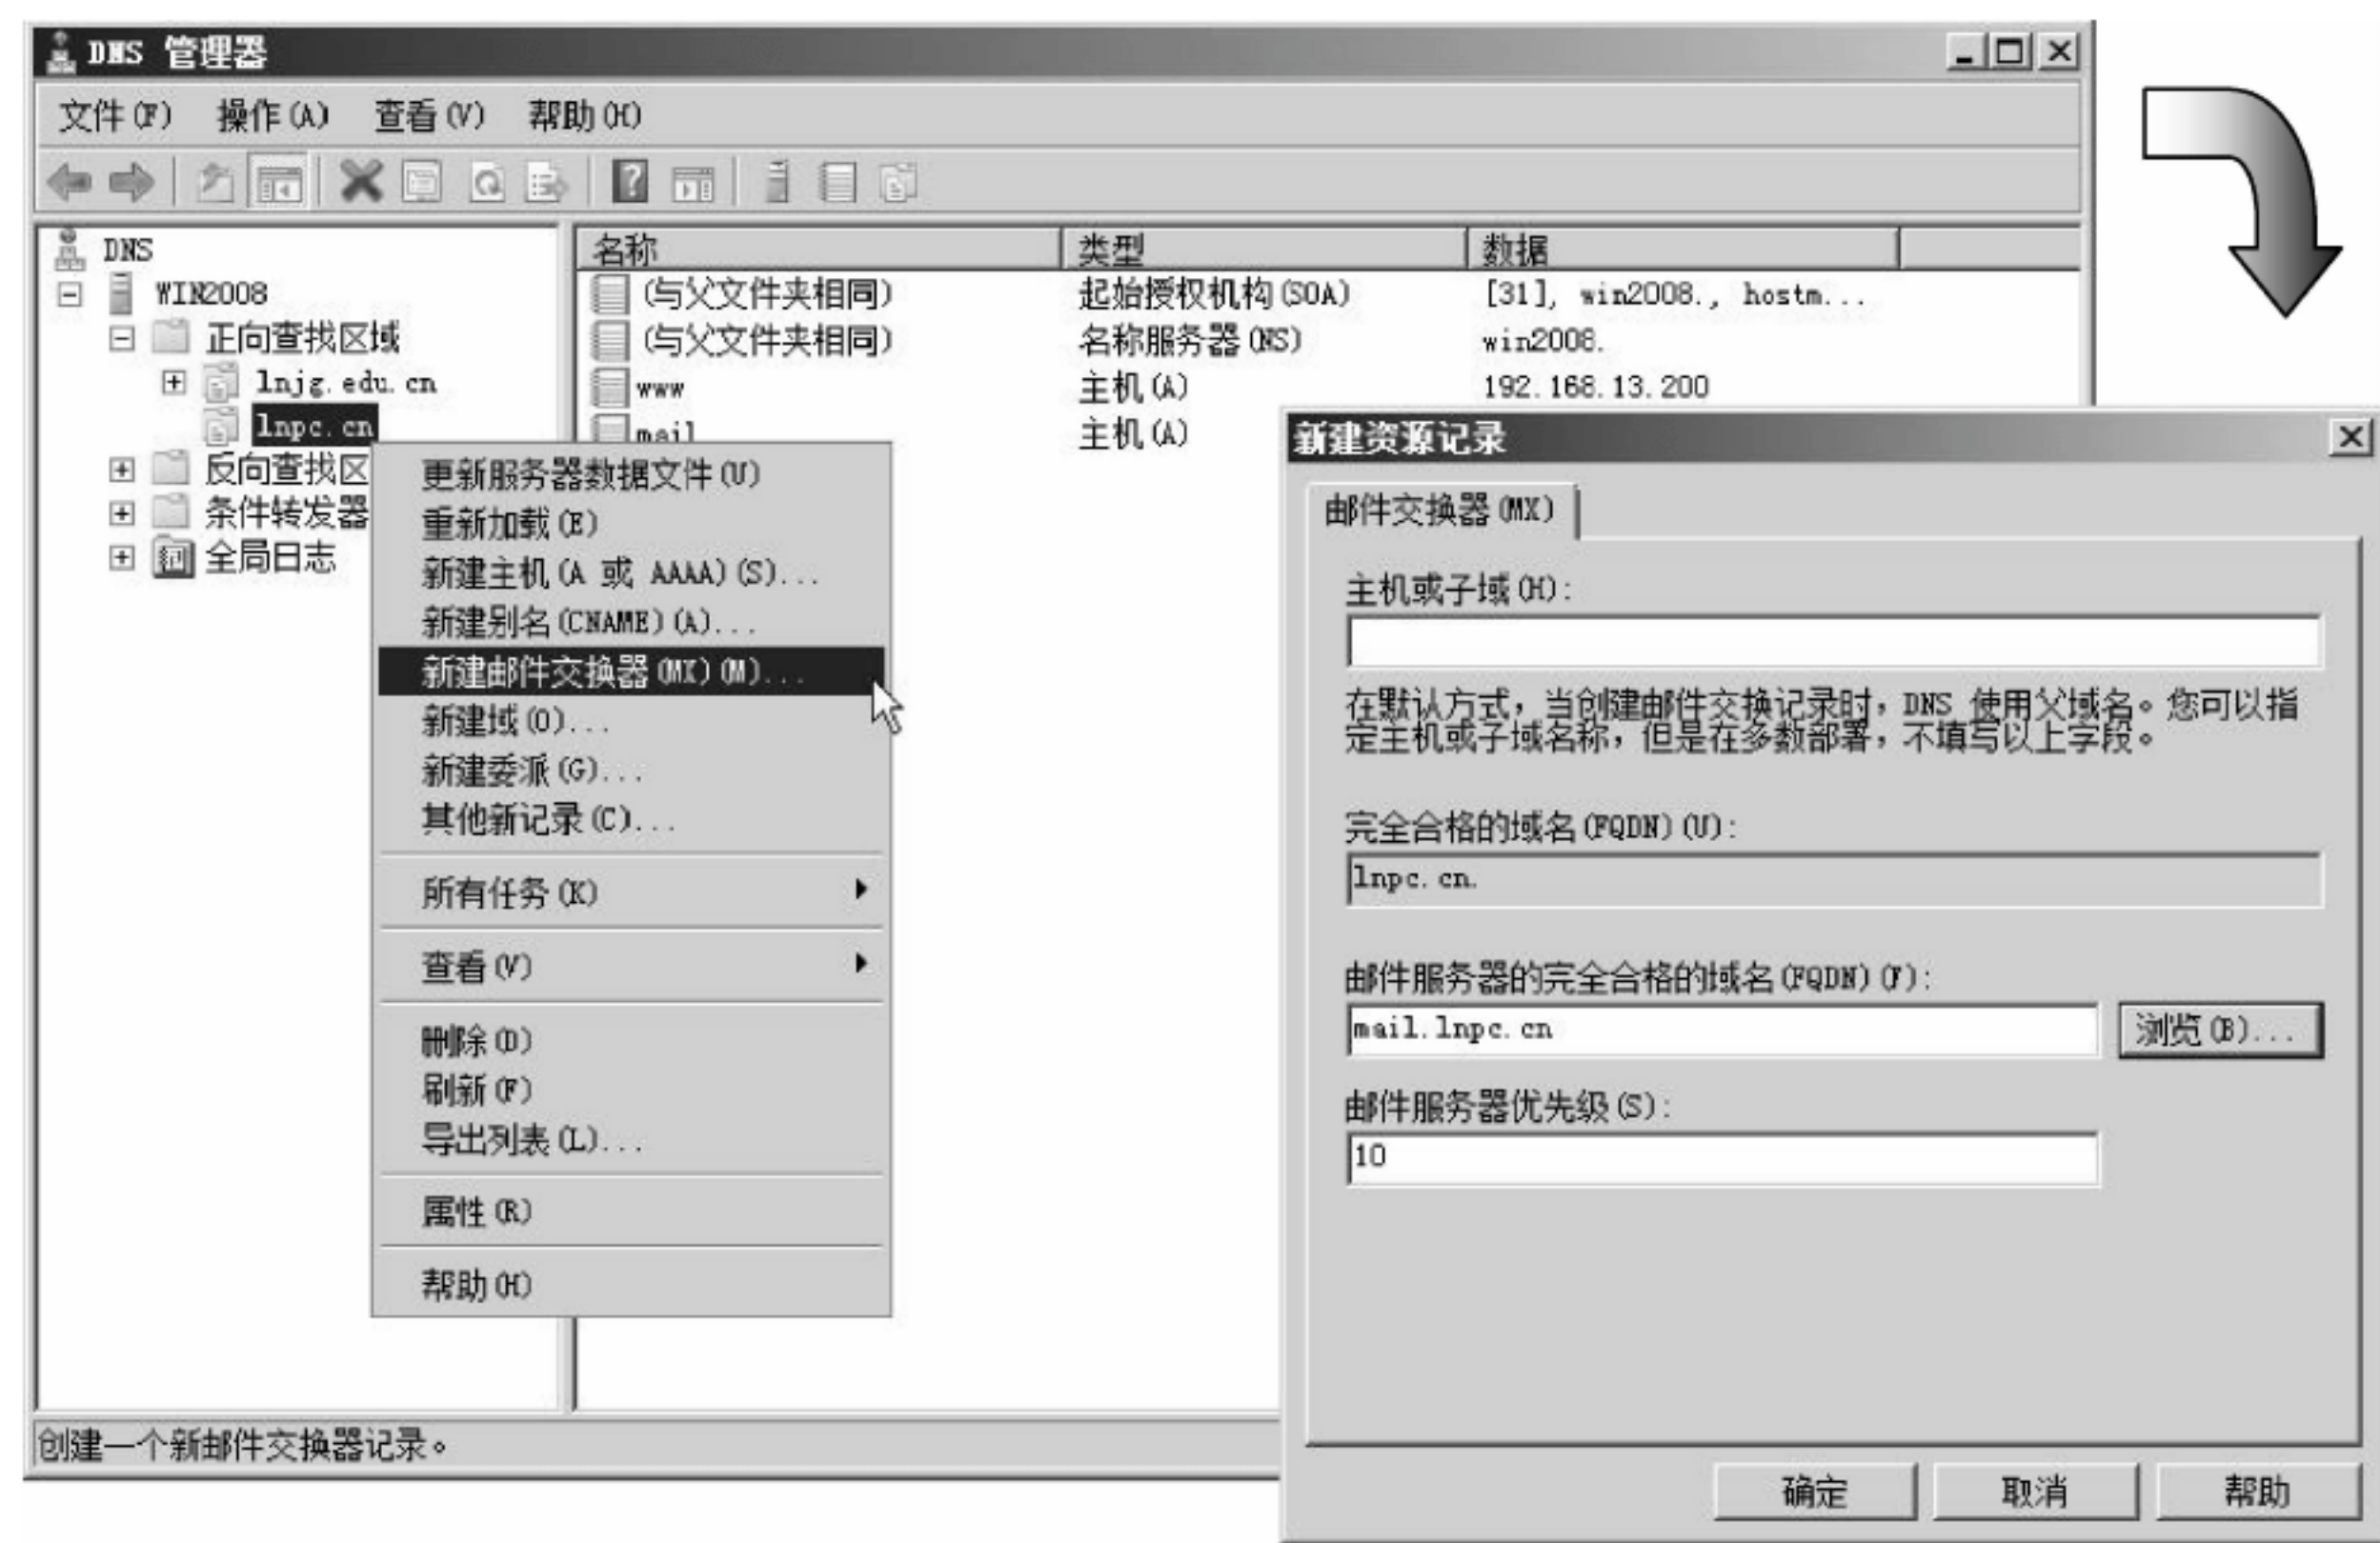 DNS 管理器
文件(F) 操作(A) 查看(V) 帮助(H)
DNS
WIN2008
正向查找区域
lnjg.edu.cn
lnpc.cn
反向查找区
条件转发器
全局日志
名称 类型 数据
(与父文件夹相同) 起始授权机构(SOA) [31], win2008., hostm...
(与父文件夹相同) 名称服务器(NS) win2008.
www 主机(A) 192.168.13.200
mail 主机(A)
更新服务器数据文件(U)
重新加载(E)
新建主机(A 或 AAAA)(S)...
新建别名(CNAME)(A)...
新建邮件交换器(MX)(M)...
新建域(O)...
新建委派(G)...
其他新记录(C)...
所有任务(K)
查看(V)
删除(D)
刷新(F)
导出列表(L)...
属性(R)
帮助(H)
创建一个新邮件交换器记录。
新建资源记录
邮件交换器(MX)
主机或子域(H):
在默认方式，当创建邮件交换记录时，DNS 使用父域名。您可以指
定主机或子域名称，但是在多数部署，不填写以上字段。
完全合格的域名(FQDN)(U):
lnpc.cn.
邮件服务器的完全合格的域名(FQDN)(F):
mail.lnpc.cn
浏览(B)...
邮件服务器优先级(S):
10
确定 取消 帮助